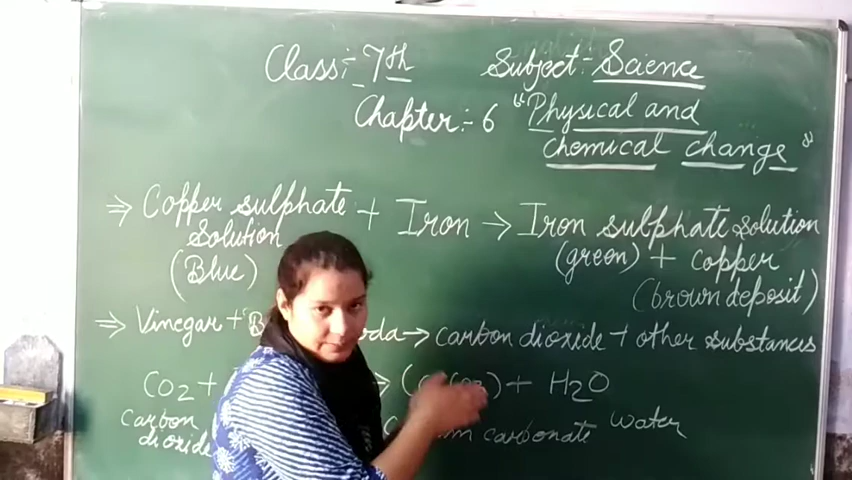 Class:- 7th Subject:- Science
Chapter:- 6 "Physical and
chemical change"
⇒ Copper sulphate + Iron → Iron sulphate solution
Solution (green) + copper
(Blue) (brown deposit)
⇒ Vinegar + → carbon dioxide + other substances
CO2 + + H2O
Carbon carbonate Water
dioxide